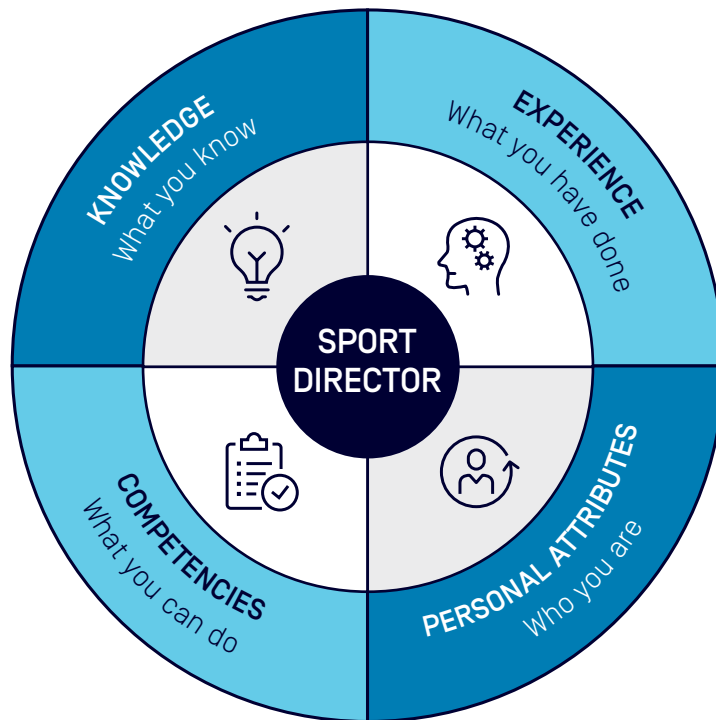 KNOWLEDGE
What you know
EXPERIENCE
What you have done
SPORT
DIRECTOR
COMPETENCIES
What you can do
PERSONAL ATTRIBUTES
Who you are